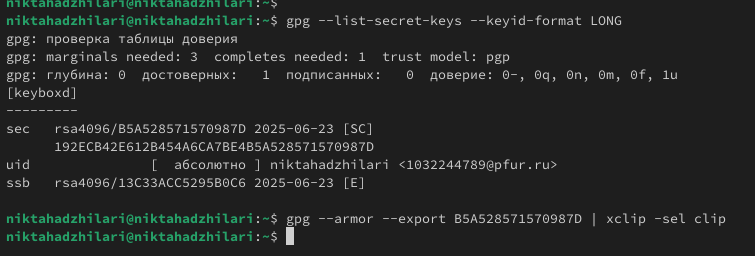 niktahadzhilari@niktahadzhilari:~$
niktahadzhilari@niktahadzhilari:~$ gpg --list-secret-keys --keyid-format LONG
gpg: проверка таблицы доверия
gpg: marginals needed: 3  completes needed: 1  trust model: pgp
gpg: глубина: 0  достоверных:   1  подписанных:   0  доверие: 0-, 0q, 0n, 0m, 0f, 1u
[keyboxd]
---------
sec   rsa4096/B5A528571570987D 2025-06-23 [SC]
      192ECB42E612B454A6CA7BE4B5A528571570987D
uid                 [  абсолютно ] niktahadzhilari <1032244789@pfur.ru>
ssb   rsa4096/13C33ACC5295B0C6 2025-06-23 [E]

niktahadzhilari@niktahadzhilari:~$ gpg --armor --export B5A528571570987D | xclip -sel clip
niktahadzhilari@niktahadzhilari:~$